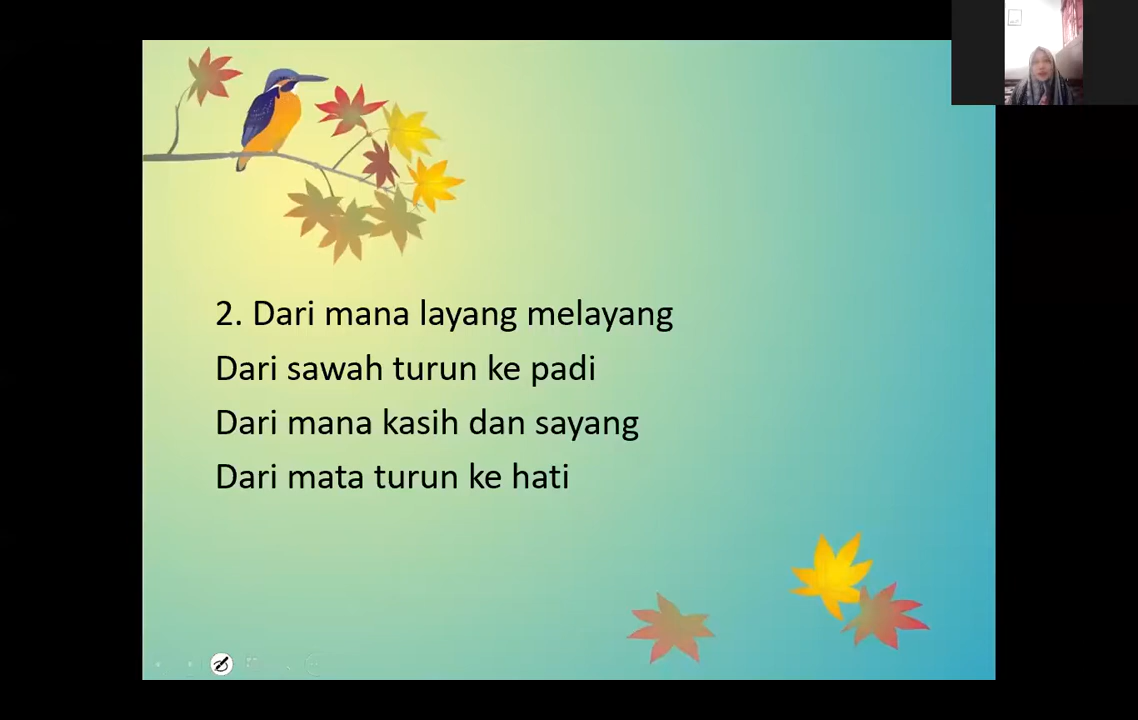 2. Dari mana layang melayang
Dari sawah turun ke padi
Dari mana kasih dan sayang
Dari mata turun ke hati